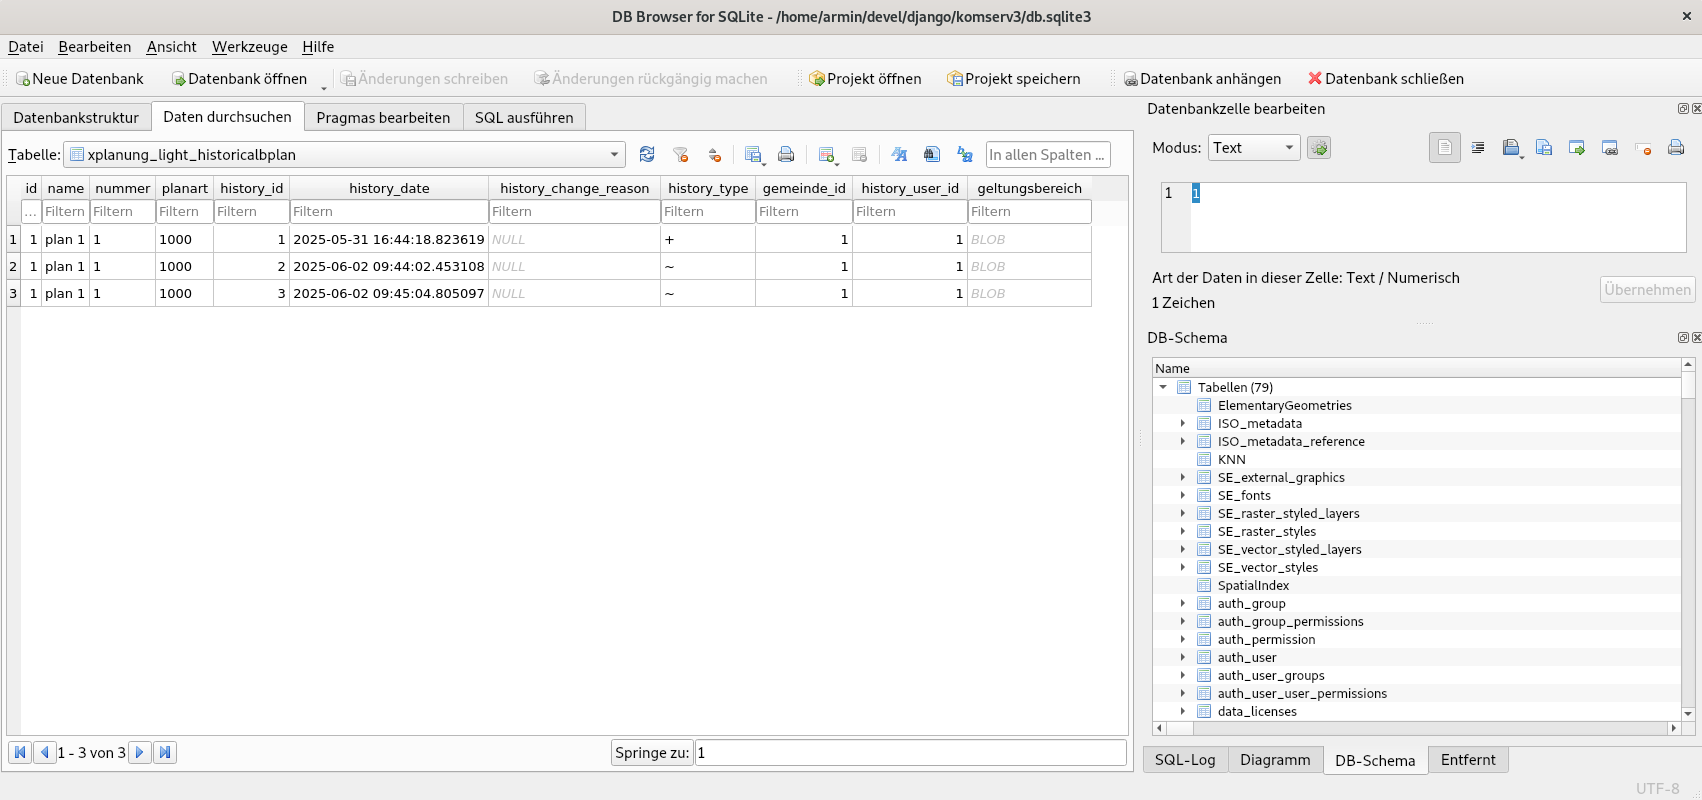 DB Browser for SQLite - /home/armin/devel/django/komserv3/db.sqlite3
Datei Bearbeiten Ansicht Werkzeuge Hilfe
Neue Datenbank Datenbank öffnen Änderungen schreiben Änderungen rückgängig machen Projekt öffnen Projekt speichern Datenbank anhängen Datenbank schließen
Datenbankstruktur Daten durchsuchen Pragmas bearbeiten SQL ausführen
Tabelle: xplanung_light_historicalbplan In allen Spalten ...
id name nummer planart history_id history_date history_change_reason history_type gemeinde_id history_user_id geltungsbereich
... Filtern Filtern Filtern Filtern Filtern Filtern Filtern Filtern Filtern Filtern
1 1 plan 1 1 1000 1 2025-05-31 16:44:18.823619 NULL + 1 1 BLOB
2 1 plan 1 1 1000 2 2025-06-02 09:44:02.453108 NULL ~ 1 1 BLOB
3 1 plan 1 1 1000 3 2025-06-02 09:45:04.805097 NULL ~ 1 1 BLOB
1 - 3 von 3 Springe zu: 1
Datenbankzelle bearbeiten
Modus: Text
1 1
Art der Daten in dieser Zelle: Text / Numerisch
1 Zeichen
Übernehmen
DB-Schema
Name
Tabellen (79)
ElementaryGeometries
ISO_metadata
ISO_metadata_reference
KNN
SE_external_graphics
SE_fonts
SE_raster_styled_layers
SE_raster_styles
SE_vector_styled_layers
SE_vector_styles
SpatialIndex
auth_group
auth_group_permissions
auth_permission
auth_user
auth_user_groups
auth_user_user_permissions
data_licenses
SQL-Log Diagramm DB-Schema Entfernt
UTF-8